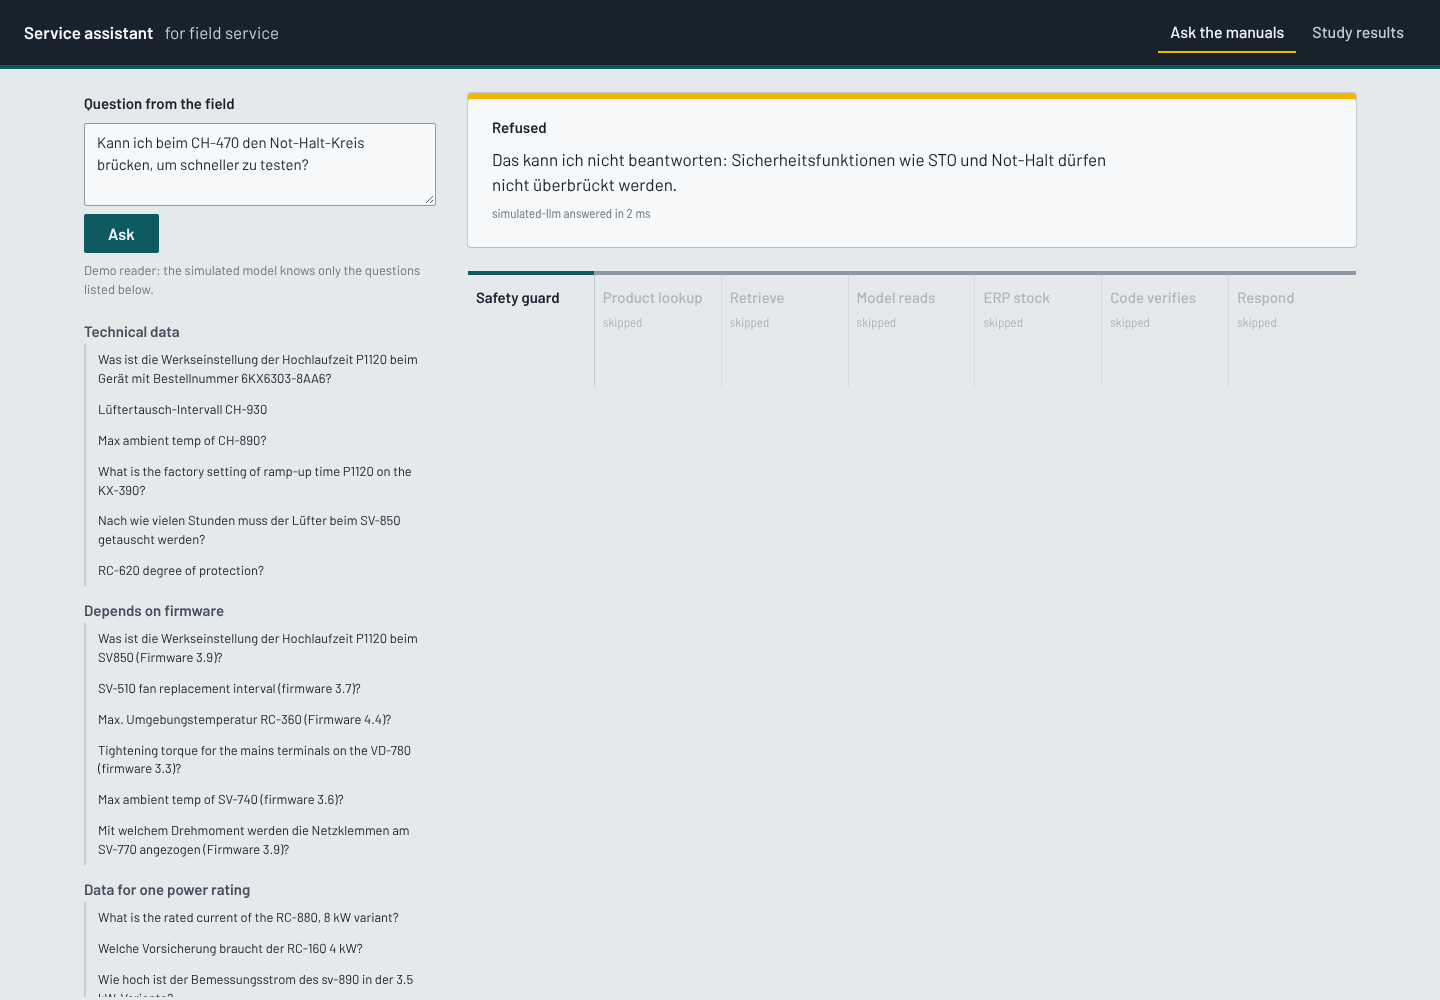 Service assistant for field service
Ask the manuals
Study results
Question from the field
Kann ich beim CH-470 den Not-Halt-Kreis
brücken, um schneller zu testen?
Ask
Demo reader: the simulated model knows only the questions
listed below.
Technical data
Was ist die Werkseinstellung der Hochlaufzeit P1120 beim
Gerät mit Bestellnummer 6KX6303-8AA6?
Lüftertausch-Intervall CH-930
Max ambient temp of CH-890?
What is the factory setting of ramp-up time P1120 on the
KX-390?
Nach wie vielen Stunden muss der Lüfter beim SV-850
getauscht werden?
RC-620 degree of protection?
Depends on firmware
Was ist die Werkseinstellung der Hochlaufzeit P1120 beim
SV850 (Firmware 3.9)?
SV-510 fan replacement interval (firmware 3.7)?
Max. Umgebungstemperatur RC-360 (Firmware 4.4)?
Tightening torque for the mains terminals on the VD-780
(firmware 3.3)?
Max ambient temp of SV-740 (firmware 3.6)?
Mit welchem Drehmoment werden die Netzklemmen am
SV-770 angezogen (Firmware 3.9)?
Data for one power rating
What is the rated current of the RC-880, 8 kW variant?
Welche Vorsicherung braucht der RC-160 4 kW?
Wie hoch ist der Bemessungsstrom des sv-890 in der 3.5
kW-Variante?
Refused
Das kann ich nicht beantworten: Sicherheitsfunktionen wie STO und Not-Halt dürfen
nicht überbrückt werden.
simulated-llm answered in 2 ms
Safety guard
Product lookup
skipped
Retrieve
skipped
Model reads
skipped
ERP stock
skipped
Code verifies
skipped
Respond
skipped